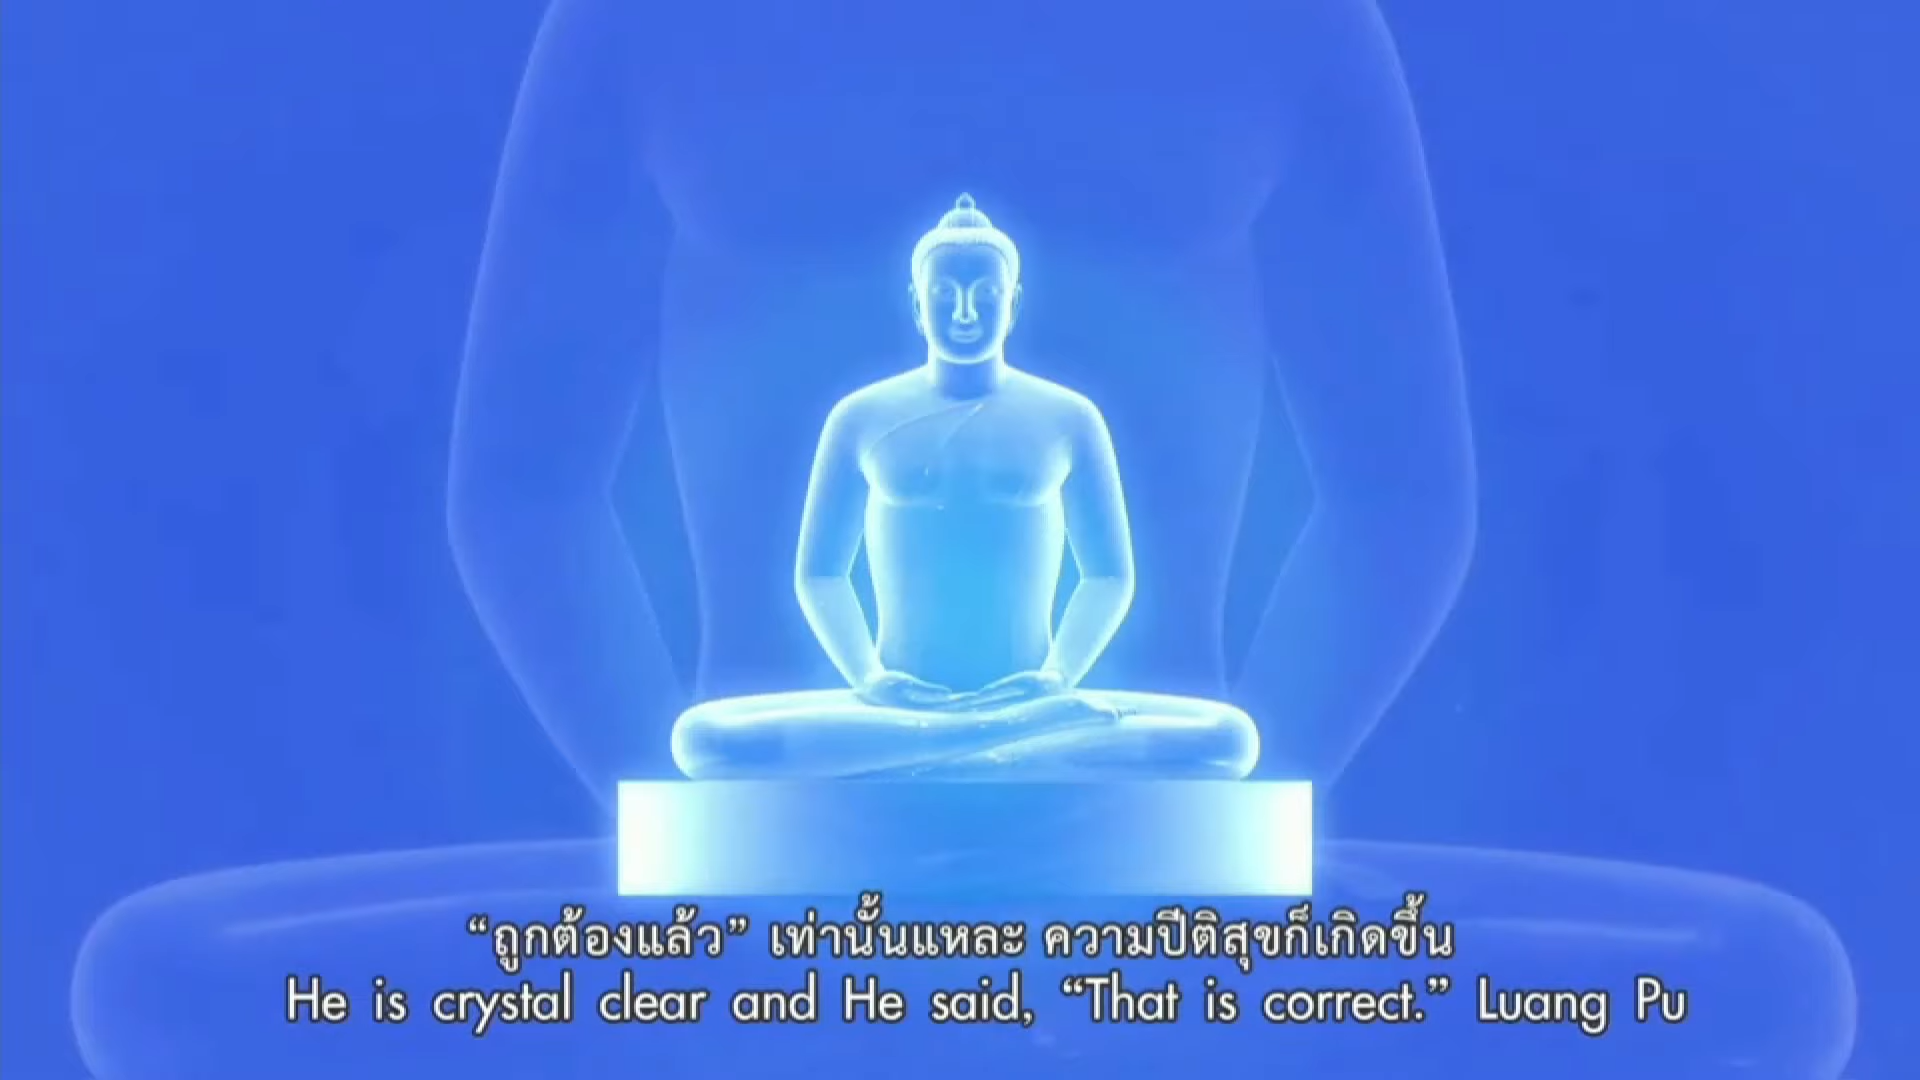 “ถูกต้องแล้ว” เท่านั้นแหละ ความปีติสุขก็เกิดขึ้น
He is crystal clear and He said, “That is correct.” Luang Pu